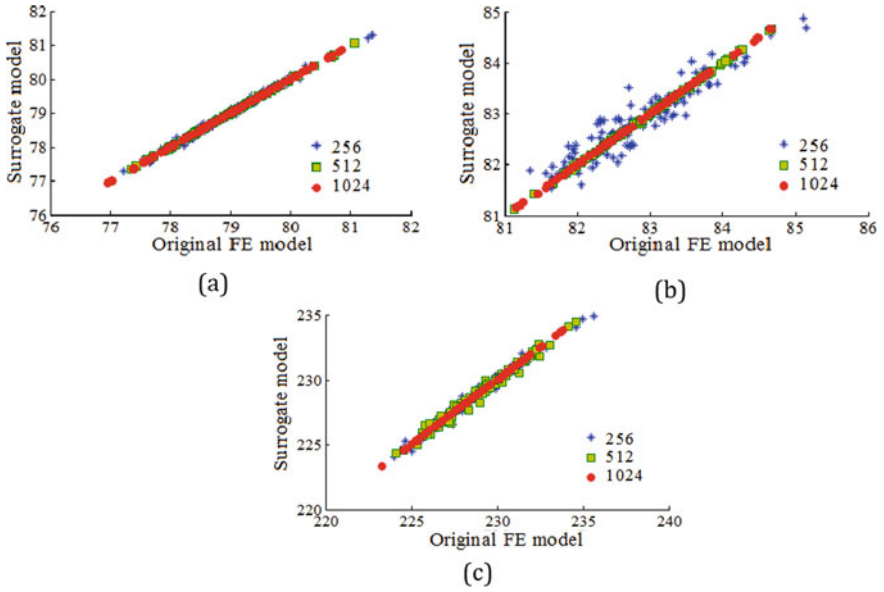 82
81
80
79
78
77
76
Surrogate model
256
512
1024
76 77 78 79 80 81 82
Original FE model
(a)
85
84
83
82
81
Surrogate model
256
512
1024
81 82 83 84 85 86
Original FE model
(b)
235
230
225
220
Surrogate model
256
512
1024
220 225 230 235 240
Original FE model
(c)